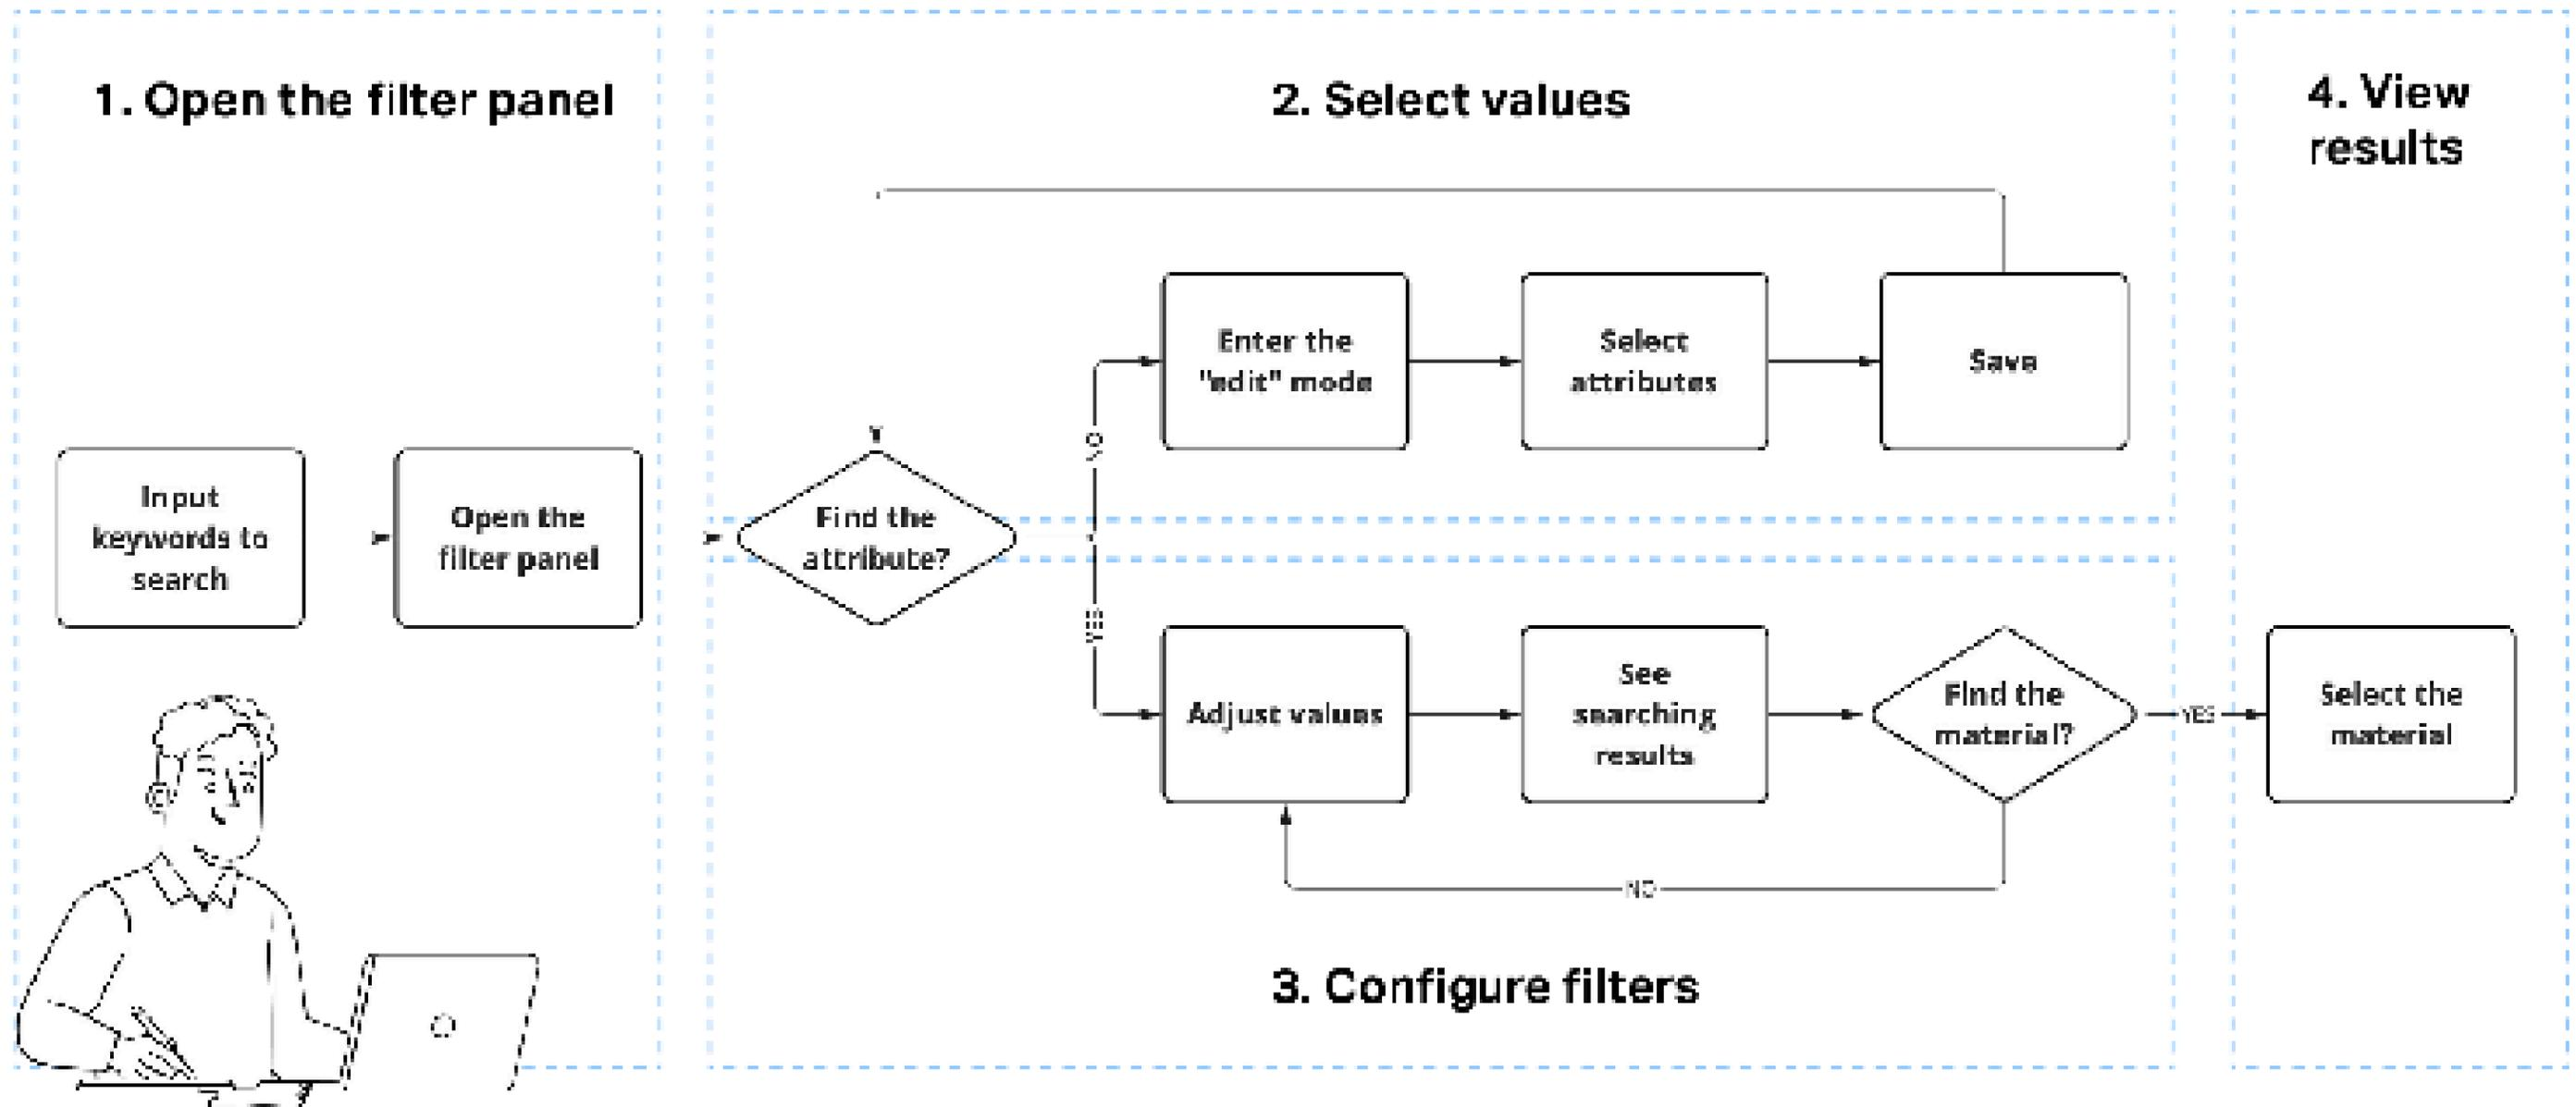 1. Open the filter panel
Input
keywords to
search
Open the
filter panel
2. Select values
Find the
attribute?
NO
Enter the
"edit" mode
Select
attributes
Save
YES
Adjust values
See
searching
results
Find the
material?
NO
3. Configure filters
YES
4. View
results
Select the
material